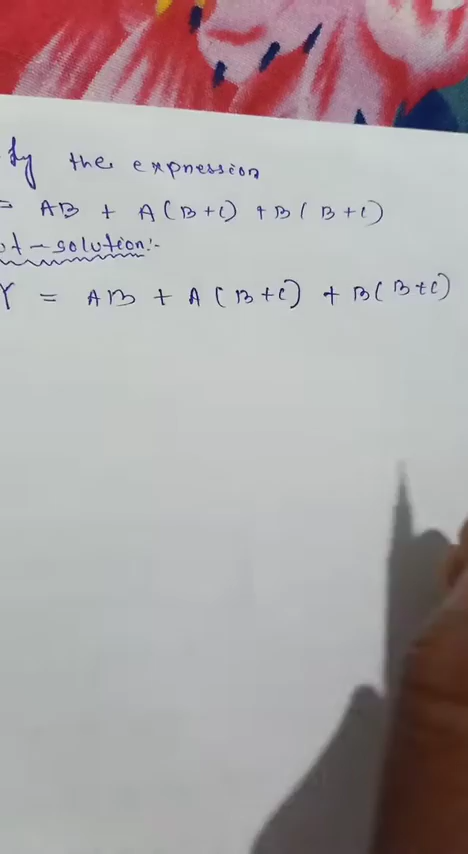 the expression
= AB + A(B+C) + B(B+C)
solution:-
Y = AB + A(B+C) + B(B+C)